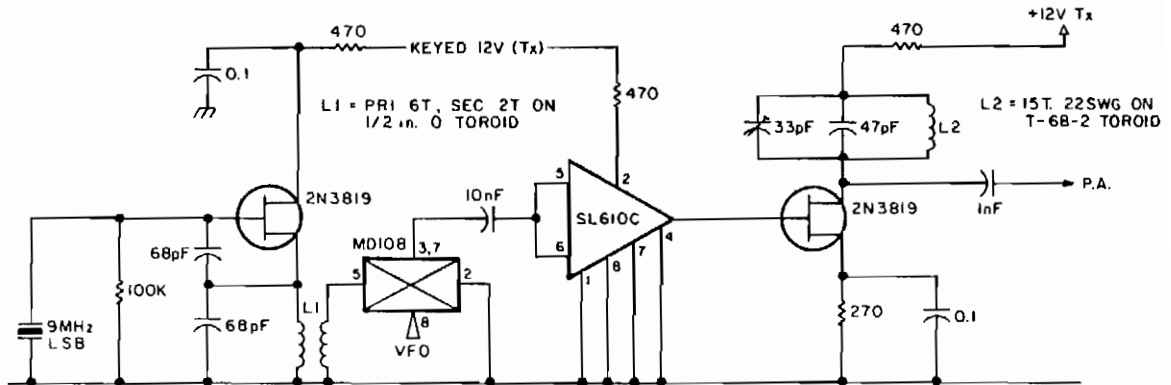 470
KEYED 12V (Tx)
0.1
L1 = PRI 6T, SEC 2T ON
1/2 in. O TOROID
470
470
+12V Tx
33pF
47pF
L2
L2 = 15T. 22SWG ON
T-68-2 TOROID
2N3819
10nF
5
6
2
SL610C
1
8
7
4
2N3819
1nF
P.A.
68pF
100K
68pF
9MHz
LSB
L1
MD108
3,7
5
2
8
VFO
270
0.1